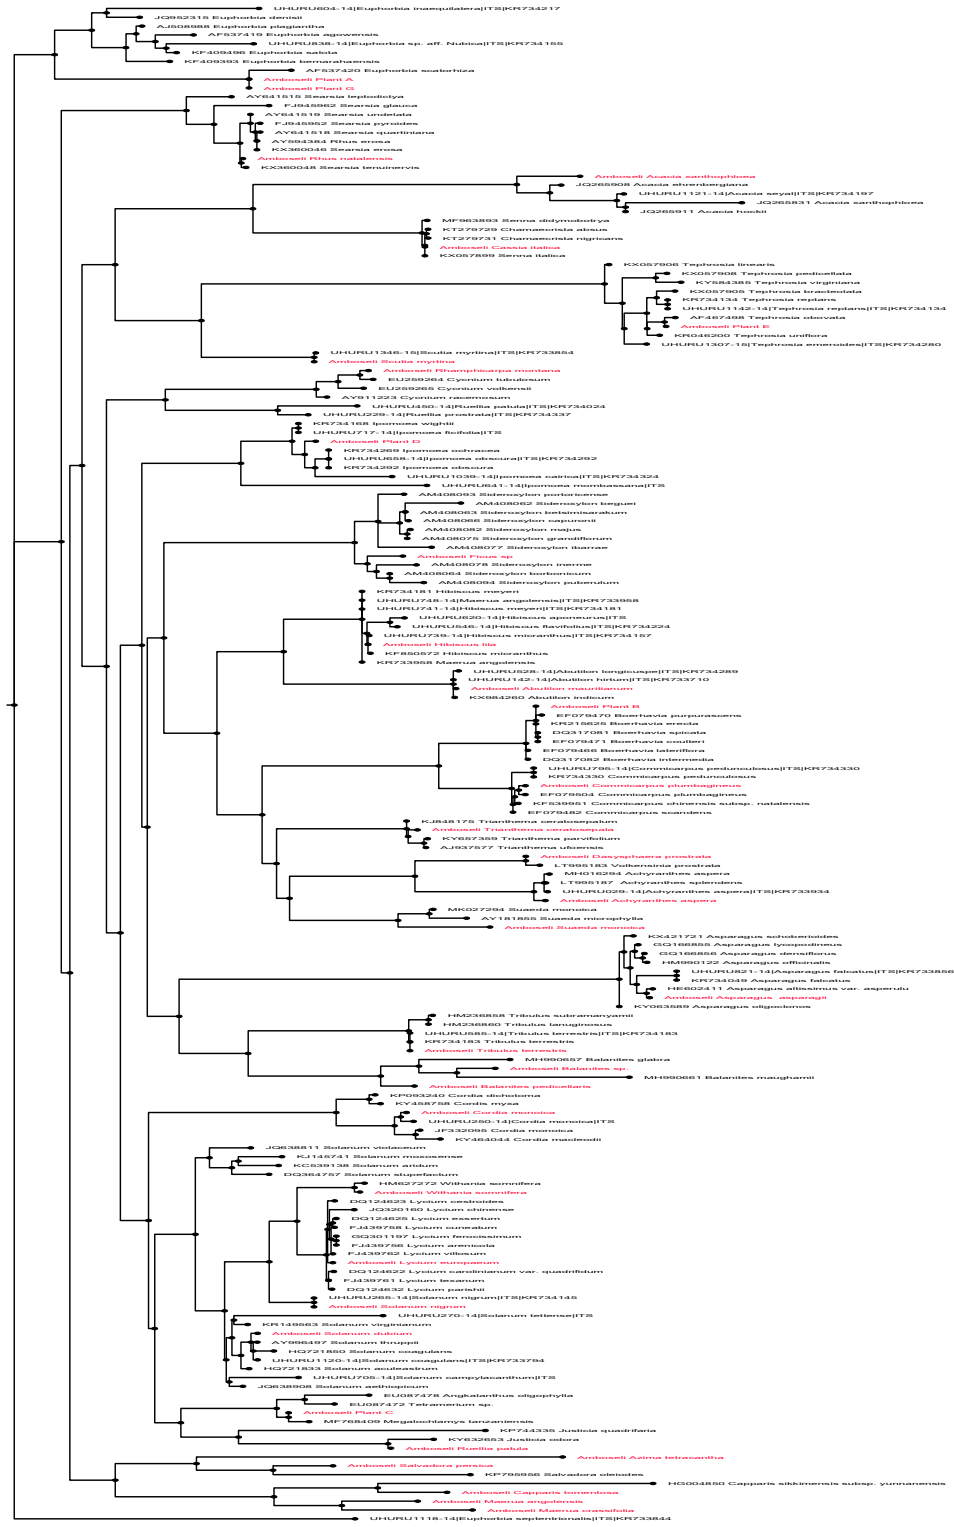 UHURU604-14|Euphorbia inaequilatera|ITS|KR734217
JQ952315 Euphorbia denisii
AJ508988 Euphorbia plagiantha
AF537419 Euphorbia agowensis
UHURU838-14|Euphorbia sp. aff. Nubica|ITS|KR734155
KF409496 Euphorbia salota
KF409393 Euphorbia bemarahaensis
AF537420 Euphorbia scatorhiza
Amboseli Plant A
Amboseli Plant G
AY641515 Searsia leptodictya
FJ945962 Searsia glauca
AY641519 Searsia undelata
FJ945952 Searsia pyroides
AY641518 Searsia quartiniana
AY594384 Rhus erosa
KX360046 Searsia erosa
Amboseli Rhus natalensis
KX360048 Searsia tenuinervis
Amboseli Acacia santhophloea
JQ265908 Acacia ehrenbergiana
UHURU1121-14|Acacia seyal|ITS|KR734197
JQ265831 Acacia santhophloea
JQ265911 Acacia hockii
MF963893 Senna didymobotrya
KT279729 Chamaecrista absus
KT279731 Chamaecrista nigricans
Amboseli Cassia italica
KX057899 Senna italica
KX057906 Tephrosia linearis
KX057908 Tephrosia pedicellata
KY584385 Tephrosia virginiana
KX057905 Tephrosia bracteolata
KR734134 Tephrosia reptans
UHURU1142-14|Tephrosia reptans|ITS|KR734134
AF467498 Tephrosia obovata
Amboseli Plant E
KR046200 Tephrosia uniflora
UHURU1307-15|Tephrosia emeroides|ITS|KR734280
UHURU1346-15|Scutia myrtina|ITS|KR733854
Amboseli Scutia myrtina
Amboseli Rhamphicarpa montana
EU259264 Cycnium tubulosum
EU259265 Cycnium volkensii
AY911223 Cycnium racemosum
UHURU450-14|Ruellia patula|ITS|KR734024
UHURU229-14|Ruellia prostrata|ITS|KR734337
KR734168 Ipomoea wightii
UHURU717-14|Ipomoea ficifolia|ITS
Amboseli Plant D
KR734269 Ipomoea ochracea
UHURU658-14|Ipomoea obscura|ITS|KR734292
KR734292 Ipomoea obscura
UHURU1039-14|Ipomoea cairica|ITS|KR734324
UHURU641-14|Ipomoea mombassana|ITS
AM408093 Sideroxylon portoricense
AM408062 Sideroxylon beguei
AM408063 Sideroxylon betsimisarakum
AM408066 Sideroxylon capuronii
AM408082 Sideroxylon majus
AM408075 Sideroxylon grandiflorum
AM408077 Sideroxylon ibarrae
Amboseli Ficus sp
AM408078 Sideroxylon inerme
AM408064 Sideroxylon borbonicum
AM408094 Sideroxylon puberulum
KR734181 Hibiscus meyeri
UHURU748-14|Maerua angolensis|ITS|KR733958
UHURU741-14|Hibiscus meyeri|ITS|KR734181
UHURU620-14|Hibiscus aponeurus|ITS
UHURU546-14|Hibiscus flavifolius|ITS|KR734224
UHURU739-14|Hibiscus micranthus|ITS|KR734157
Amboseli Hibiscus lila
KF850572 Hibiscus micranthus
KR733958 Maerua angolensis
UHURU528-14|Abutilon longicuspe|ITS|KR734289
UHURU142-14|Abutilon hirtum|ITS|KR733710
Amboseli Abutilon mauritianum
KX984260 Abutilon indicum
Amboseli Plant B
EF079470 Boerhavia purpurascens
KR215625 Boerhavia erecta
DQ317081 Boerhavia spicata
EF079471 Boerhavia coulteri
EF079466 Boerhavia lateriflora
DQ317082 Boerhavia intermedia
UHURU795-14|Commicarpus pedunculosus|ITS|KR734330
KR734330 Commicarpus pedunculosus
Amboseli Commicarpus plumbagineus
EF079504 Commicarpus plumbagineus
KF539951 Commicarpus chinensis subsp. natalensis
EF079482 Commicarpus scandens
KJ848175 Trianthema ceratosepalum
Amboseli Trianthema ceratosepala
KY657359 Trianthema parvifolium
AJ937577 Trianthema ufoensis
Amboseli Dasysphaera prostrata
LT995183 Volkensinia prostrata
MH016294 Achyranthes aspera
LT995187  Achyranthes splendens
UHURU029-14|Achyranthes aspera|ITS|KR733934
Amboseli Achyranthes aspera
MK027294 Suaeda monoica
AY181855 Suaeda microphylla
Amboseli Suaeda monoica
KX421721 Asparagus schoberioides
GQ166855 Asparagus lycopodineus
GQ166856 Asparagus densiflorus
HM990122 Asparagus officinalis
UHURU821-14|Asparagus falcatus|ITS|KR733856
KR734049 Asparagus falcatus
HE602411 Asparagus altissimus var. asperulu
Amboseli Asparagus  asparagii
KY063589 Asparagus oligoclonos
HM236858 Tribulus subramanyamii
HM236860 Tribulus lanuginosus
UHURU585-14|Tribulus terrestris|ITS|KR734183
KR734183 Tribulus terrestris
Amboseli Tribulus terrestris
MH990657 Balanites glabra
Amboseli Balanites sp.
MH990661 Balanites maughamii
Amboseli Balanites pedicellaris
KP093240 Cordia dichotoma
KY458758 Cordis mysa
Amboseli Cordia monoica
UHURU250-14|Cordia monoica|ITS
JF332095 Cordia monoica
KY464044 Cordia macleodii
JQ638811 Solanum violaceum
KJ145741 Solanum moxosense
KC539138 Solanum aridum
DQ364757 Solanum stupefactum
HM627272 Withania somnifera
Amboseli Withania somnifera
DQ124623 Lycium cestroides
JQ320160 Lycium chinense
DQ124625 Lycium exsertum
FJ439758 Lycium cuneatum
GQ301197 Lycium ferocissimum
FJ439756 Lycium arenicola
FJ439762 Lycium villosum
Amboseli Lycium europaeum
DQ124622 Lycium carolinianum var. quadrifidum
FJ439761 Lycium texanum
DQ124632 Lycium parishii
UHURU265-14|Solanum nigrum|ITS|KR734145
Amboseli Solanum nigrum
UHURU270-14|Solanum tettense|ITS
KR149563 Solanum virginianum
Amboseli Solanum dubium
AY996497 Solanum thruppii
HQ721850 Solanum coagulans
UHURU1120-14|Solanum coagulans|ITS|KR733794
HQ721833 Solanum aculeastrum
UHURU705-14|Solanum campylacanthum|ITS
JQ638908 Solanum aethiopicum
EU087478 Angkalanthus oligophylla
EU087472 Tetramerium sp.
Amboseli Plant C
MF768409 Megalochlamys tanzaniensis
KP744335 Justicia quadrifaria
KY632653 Justicia odora
Amboseli Ruellia patula
Amboseli Azima tetracantha
Amboseli Salvadora persica
KP795956 Salvadora oleiodes
HG004850 Capparis sikkimensis subsp. yunnanensis
Amboseli Capparis tomentosa
Amboseli Maerua angolensis
Amboseli Maerua crassifolia
UHURU1118-14|Euphorbia septentrionalis|ITS|KR733844